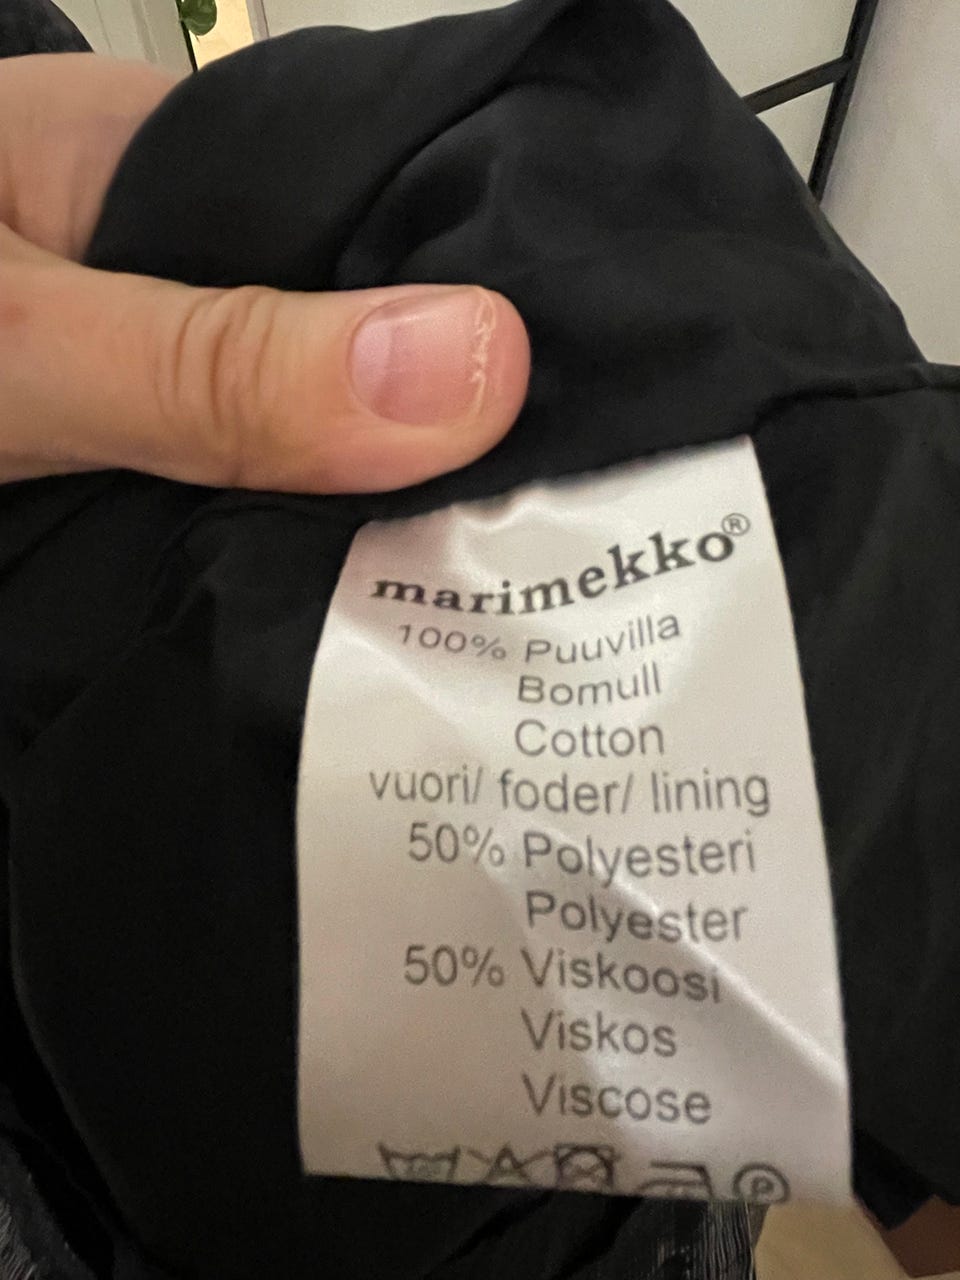 marimekko®
100% Puuvilla
Bomull
Cotton
vuori/ foder/ lining
50% Polyesteri
Polyester
50% Viskoosi
Viskos
Viscose
P